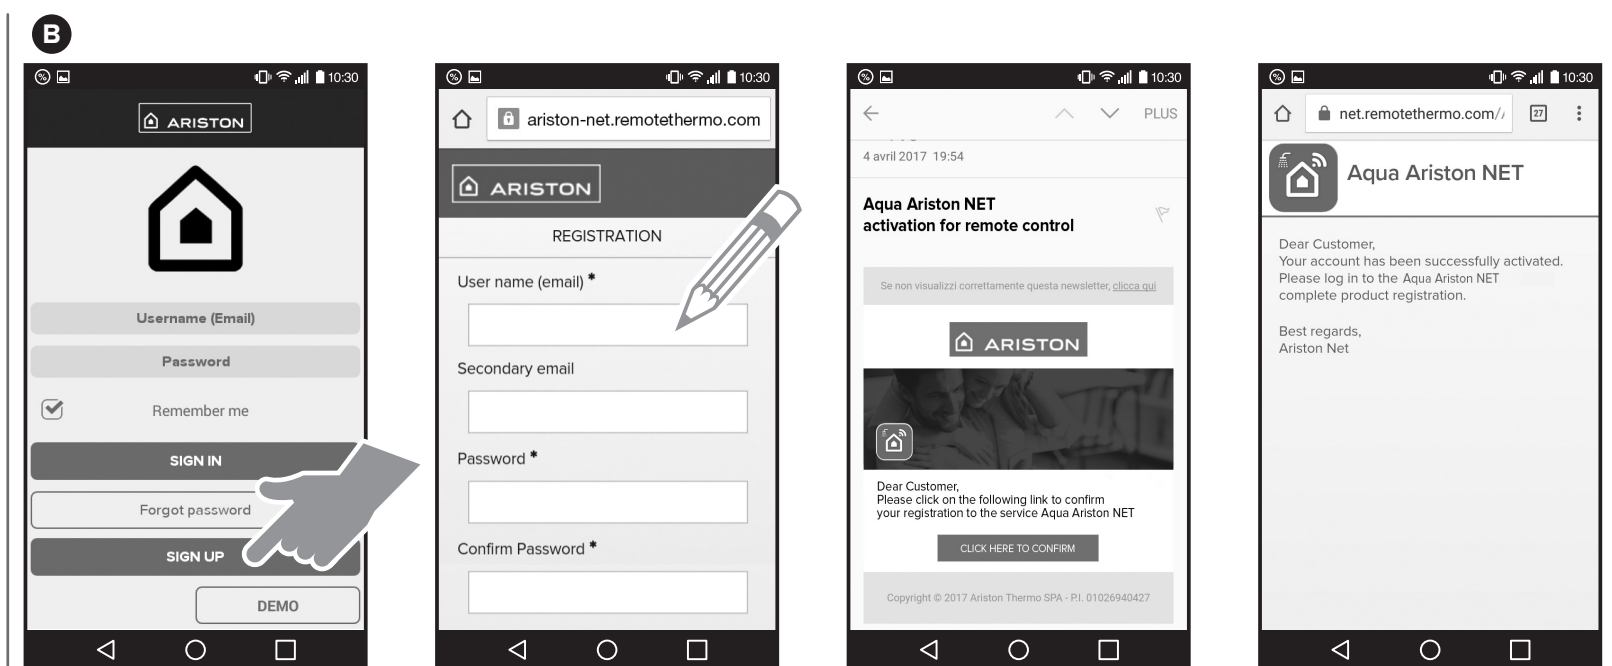 B
10:30
ARISTON
Username (Email)
Password
Remember me
SIGN IN
Forgot password
SIGN UP
DEMO
10:30
ariston-net.remotethermo.com
ARISTON
REGISTRATION
User name (email) *
Secondary email
Password *
Confirm Password *
10:30
PLUS
4 avril 2017 19:54
Aqua Ariston NET
activation for remote control
Se non visualizzi correttamente questa newsletter, clicca qui
ARISTON
Dear Customer,
Please click on the following link to confirm
your registration to the service Aqua Ariston NET
CLICK HERE TO CONFIRM
Copyright © 2017 Ariston Thermo SPA - P.I. 01026940427
10:30
net.remotethermo.com/
27
Aqua Ariston NET
Dear Customer,
Your account has been successfully activated.
Please log in to the Aqua Ariston NET
complete product registration.
Best regards,
Ariston Net